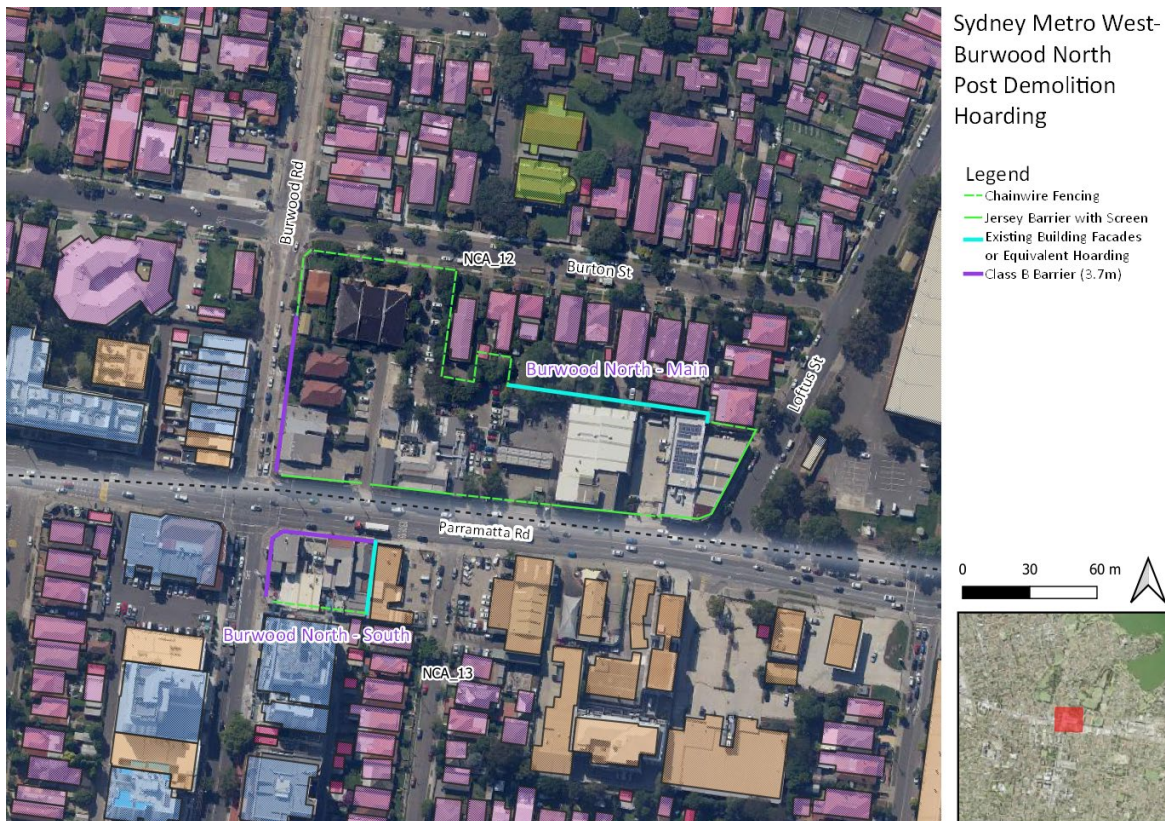 Sydney Metro West-
Burwood North
Post Demolition
Hoarding
Legend
Chainwire Fencing
Jersey Barrier with Screen
Existing Building Facades
or Equivalent Hoarding
Class B Barrier (3.7m)
Burwood Rd
NCA_12
Burton St
Burwood North - Main
Loftus St
Parramatta Rd
Burwood North - South
NCA_13
0 30 60 m